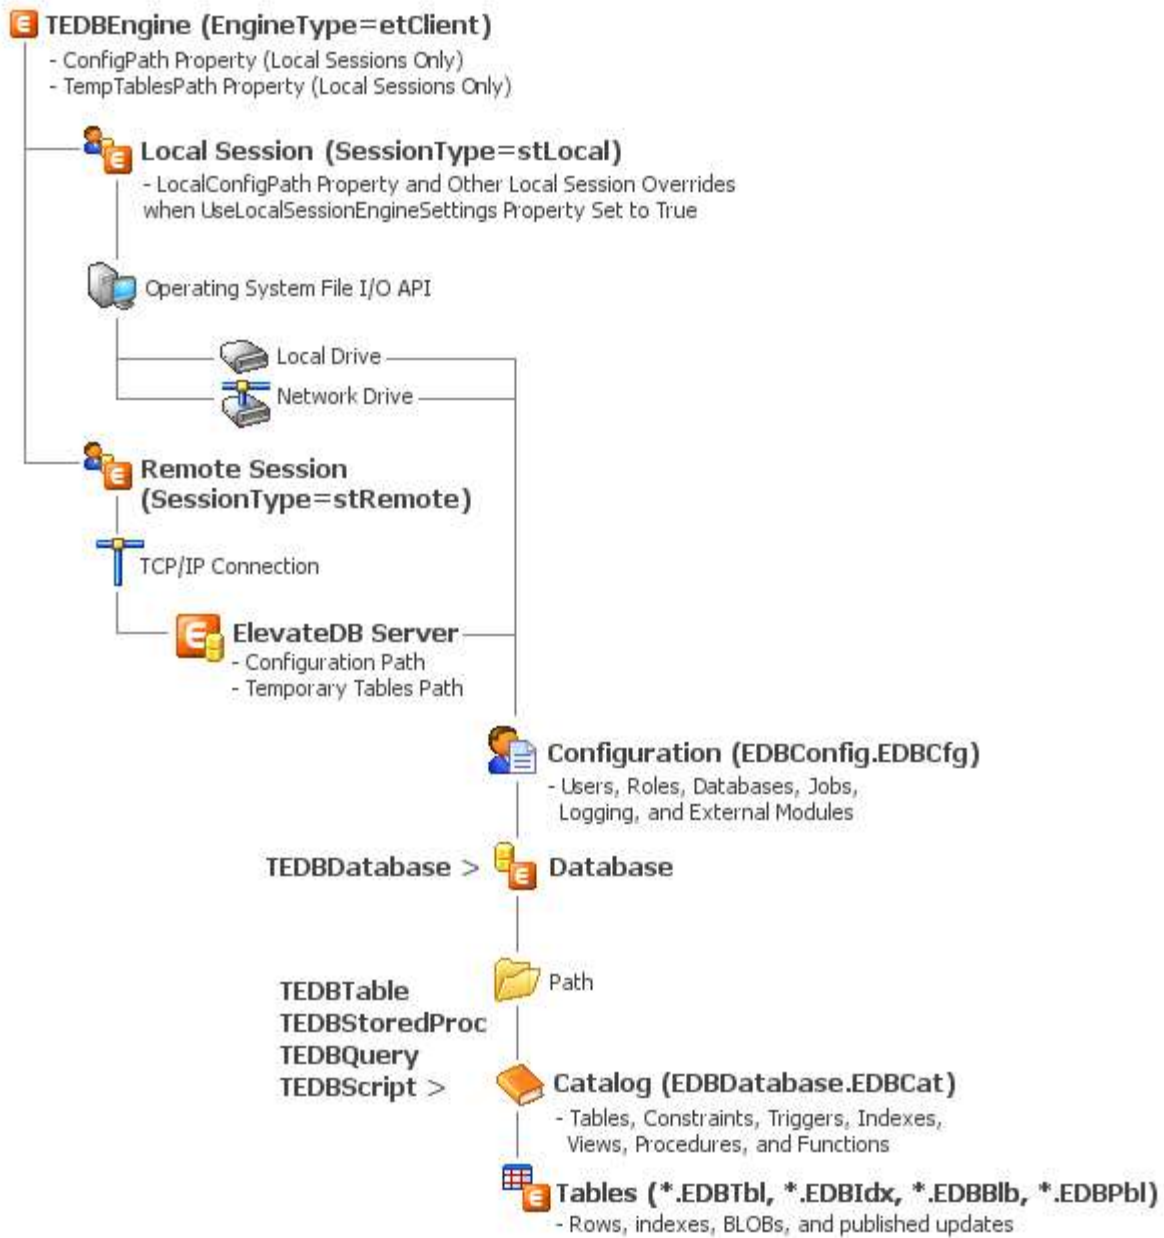 TEDBEngine (EngineType=etClient)
- ConfigPath Property (Local Sessions Only)
- TempTablesPath Property (Local Sessions Only)
Local Session (SessionType=stLocal)
- LocalConfigPath Property and Other Local Session Overrides
when UseLocalSessionEngineSettings Property Set to True
Operating System File I/O API
Local Drive
Network Drive
Remote Session
(SessionType=stRemote)
TCP/IP Connection
ElevateDB Server
- Configuration Path
- Temporary Tables Path
Configuration (EDBConfig.EDBCfg)
- Users, Roles, Databases, Jobs,
Logging, and External Modules
TEDBDatabase >
Database
Path
TEDBTable
TEDBStoredProc
TEDBQuery
TEDBScript >
Catalog (EDBDatabase.EDBCat)
- Tables, Constraints, Triggers, Indexes,
Views, Procedures, and Functions
Tables (*.EDBTbl, *.EDBIdx, *.EDBBlb, *.EDBPbl)
- Rows, indexes, BLOBs, and published updates